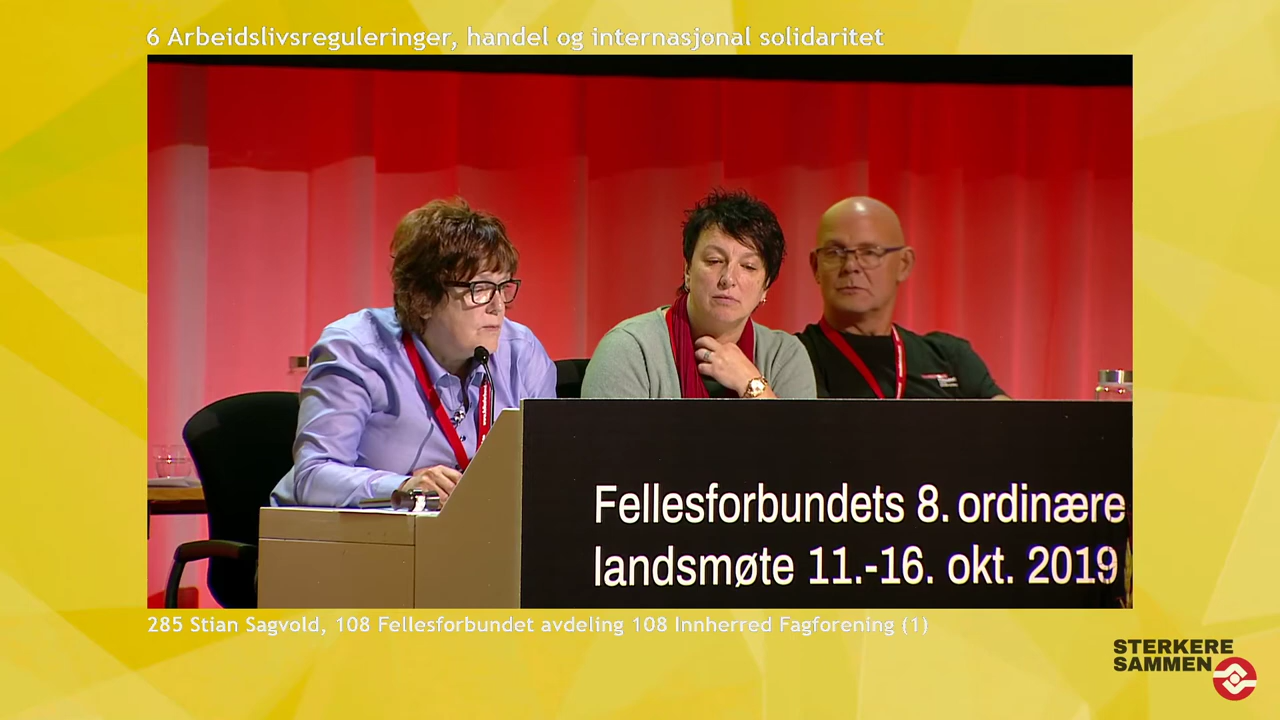 6 Arbeidslivsreguleringer, handel og internasjonal solidaritet
Fellesforbundets 8. ordinære
landsmøte 11.-16. okt. 2019
285 Stian Sagvold, 108 Fellesforbundet avdeling 108 Innherred Fagforening (1)
STERKERE
SAMMEN